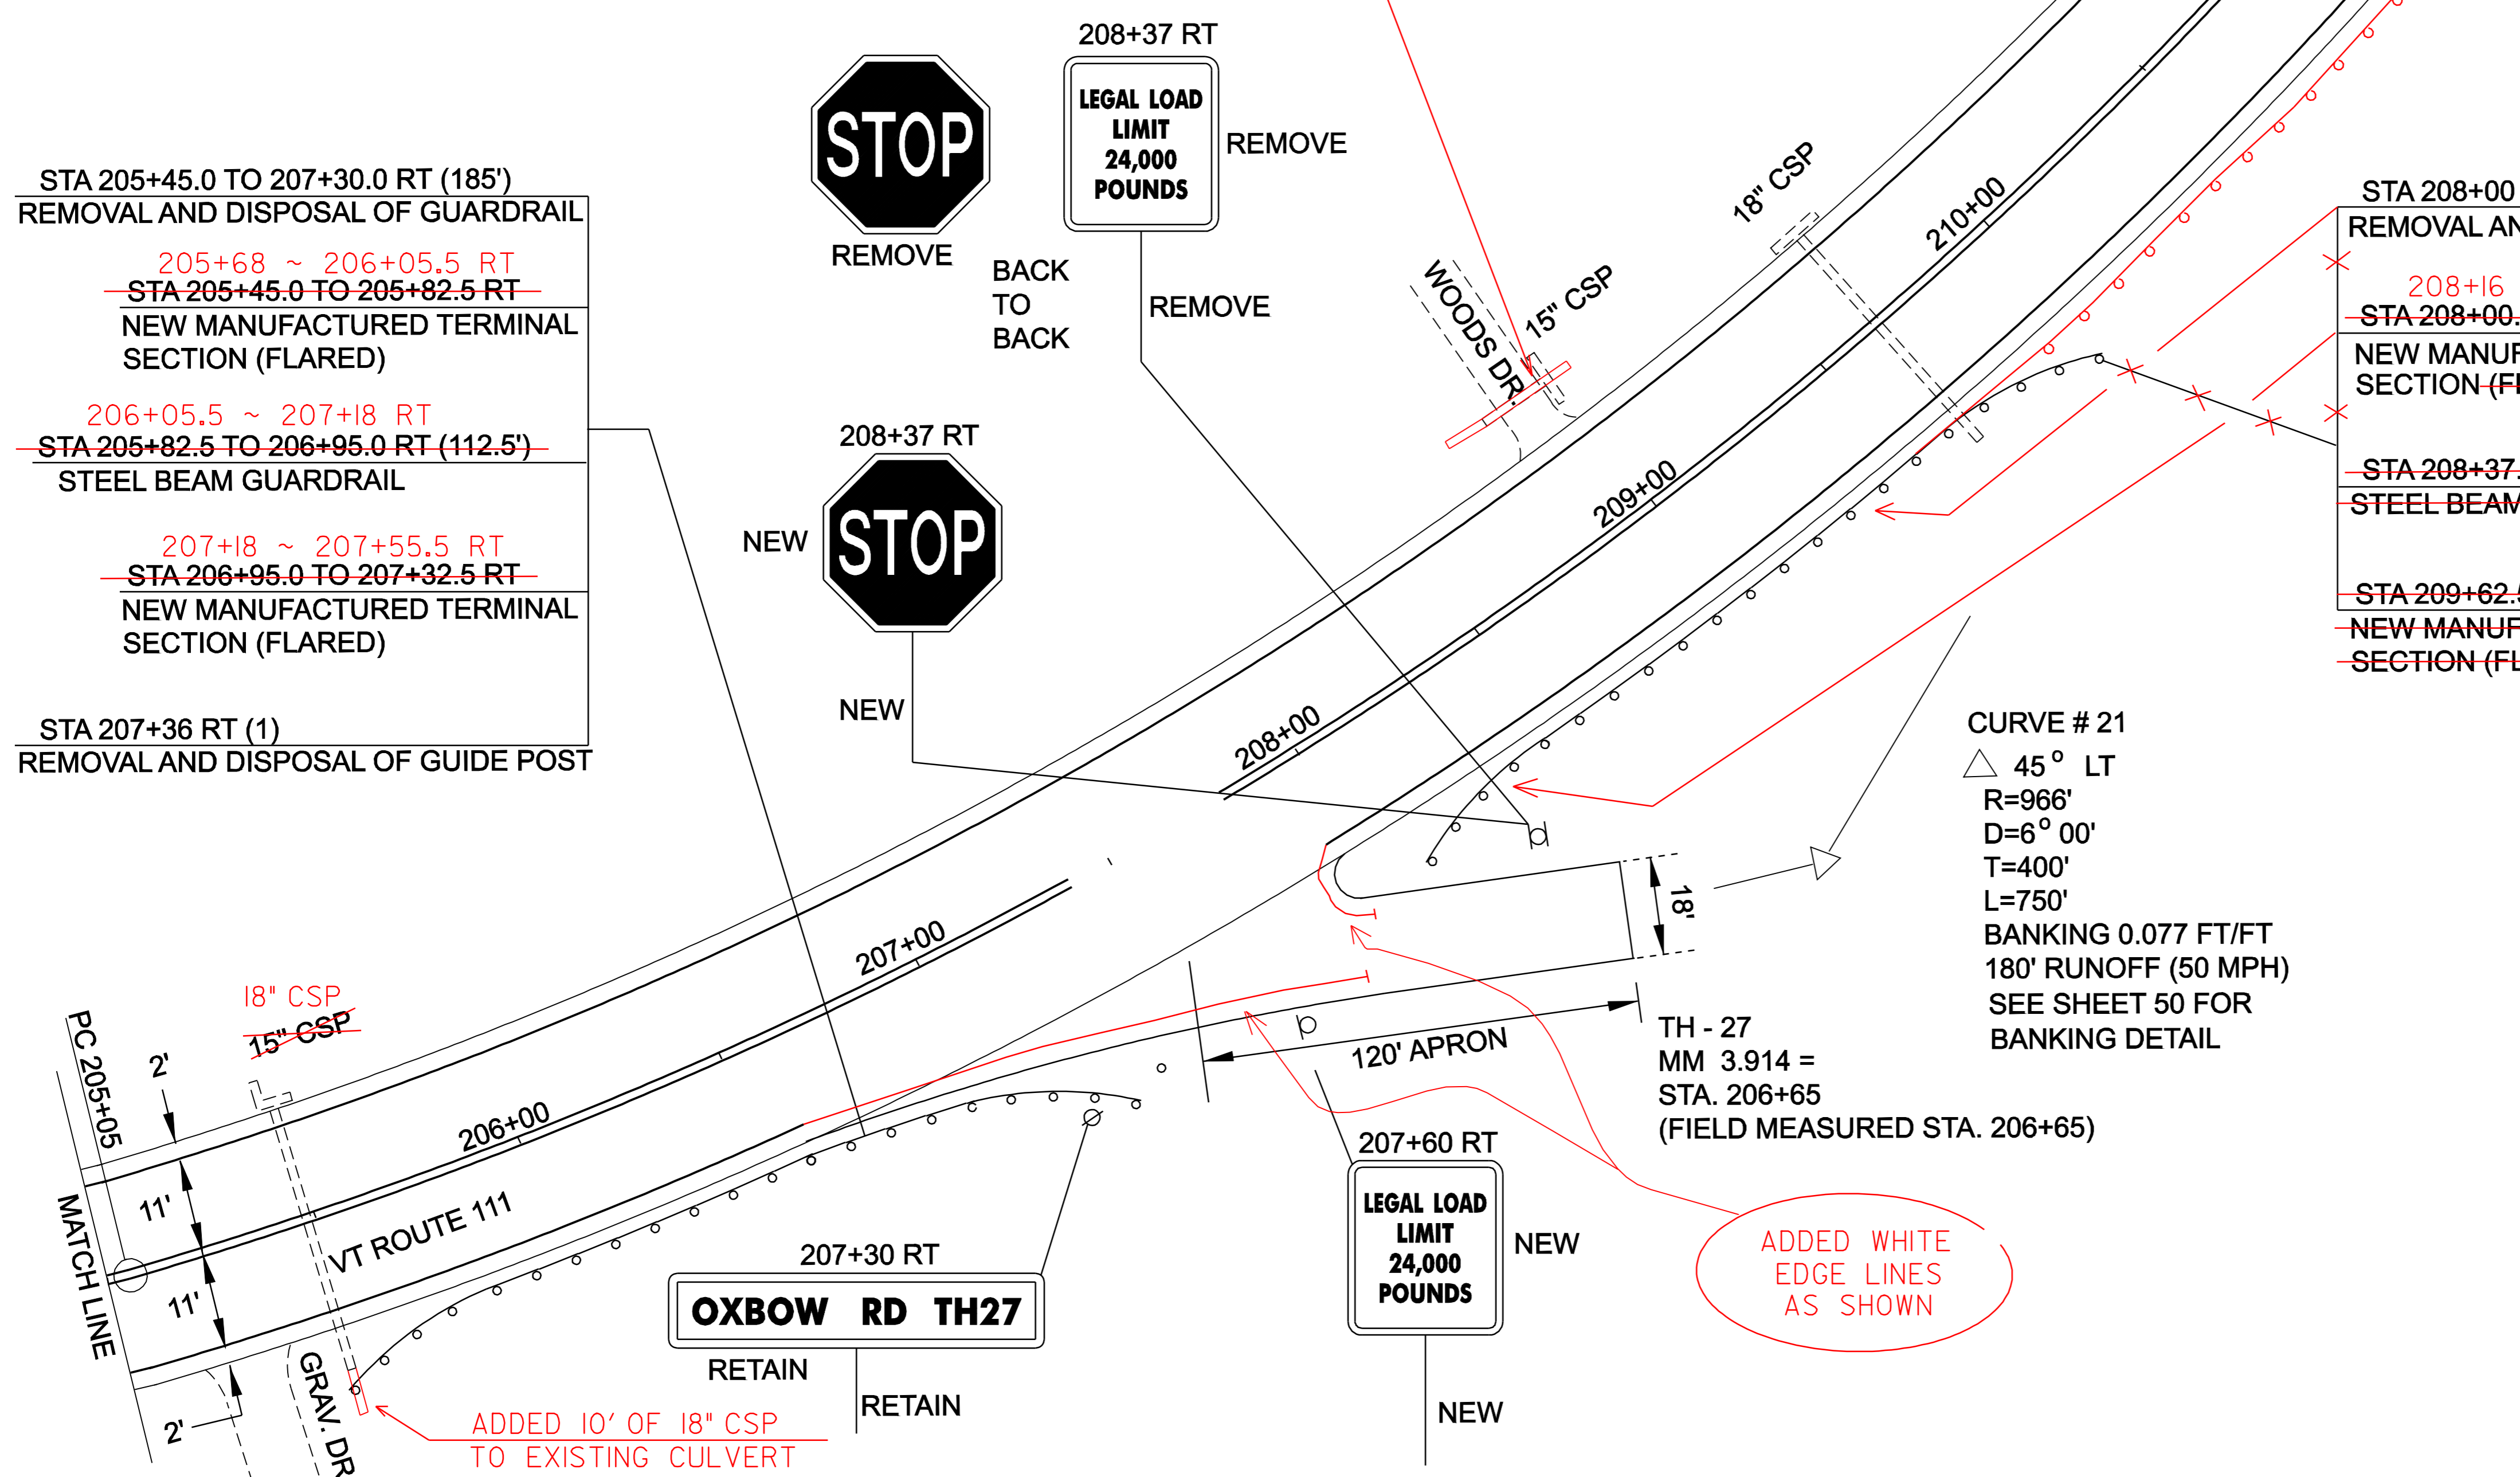 STA 205+45.0 TO 207+30.0 RT (185')
REMOVAL AND DISPOSAL OF GUARDRAIL
205+68 ~ 206+05.5 RT
STA 205+45.0 TO 205+82.5 RT
NEW MANUFACTURED TERMINAL
SECTION (FLARED)
206+05.5 ~ 207+18 RT
STA 205+82.5 TO 206+95.0 RT (112.5')
STEEL BEAM GUARDRAIL
207+18 ~ 207+55.5 RT
STA 206+95.0 TO 207+32.5 RT
NEW MANUFACTURED TERMINAL
SECTION (FLARED)
STA 207+36 RT (1)
REMOVAL AND DISPOSAL OF GUIDE POST
STOP
REMOVE
208+37 RT
LEGAL LOAD
LIMIT
24,000
POUNDS
REMOVE
BACK
TO
BACK
REMOVE
208+37 RT
NEW
STOP
NEW
WOODS DR.
15" CSP
18" CSP
210+00
209+00
208+00
207+00
206+00
STA 208+00
REMOVAL AN
208+16
STA 208+00.
NEW MANUF
SECTION (F
STA 208+37.
STEEL BEAM
STA 209+62.5
NEW MANUF
SECTION (FL
CURVE # 21
△ 45° LT
R=966'
D=6° 00'
T=400'
L=750'
BANKING 0.077 FT/FT
180' RUNOFF (50 MPH)
SEE SHEET 50 FOR
BANKING DETAIL
18'
120' APRON
TH - 27
MM 3.914 =
STA. 206+65
(FIELD MEASURED STA. 206+65)
18" CSP
15" CSP
PC 205+05
2'
11'
11'
2'
MATCH LINE
VT ROUTE 111
GRAV. DR
207+30 RT
OXBOW RD TH27
RETAIN
RETAIN
207+60 RT
LEGAL LOAD
LIMIT
24,000
POUNDS
NEW
NEW
ADDED WHITE
EDGE LINES
AS SHOWN
ADDED 10' OF 18" CSP
TO EXISTING CULVERT